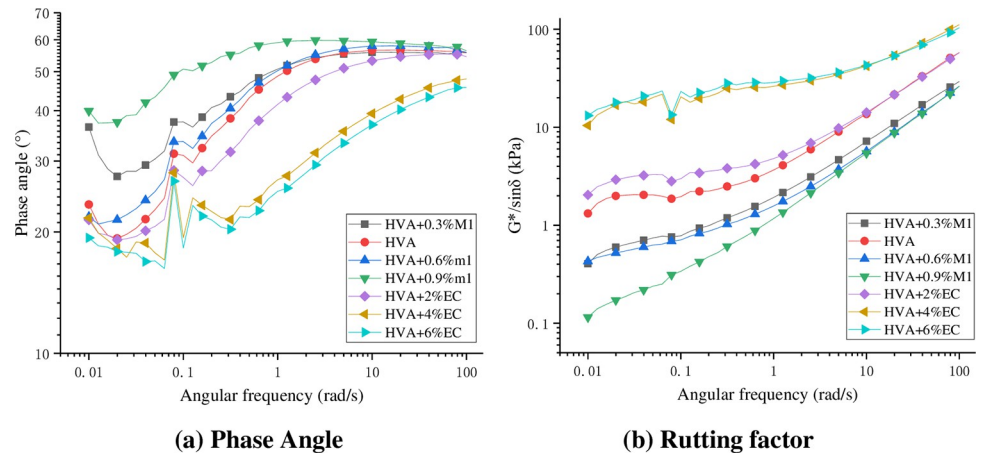 70
60
50
40
30
20
10
Phase angle (°)
0.01
0.1
1
10
100
Angular frequency (rad/s)
HVA+0.3%M1
HVA
HVA+0.6%m1
HVA+0.9%m1
HVA+2%EC
HVA+4%EC
HVA+6%EC
(a) Phase Angle
100
10
1
0.1
G*/sinδ (kPa)
0.01
0.1
1
10
100
Angular frequency (rad/s)
HVA+0.3%M1
HVA
HVA+0.6%M1
HVA+0.9%M1
HVA+2%EC
HVA+4%EC
HVA+6%EC
(b) Rutting factor